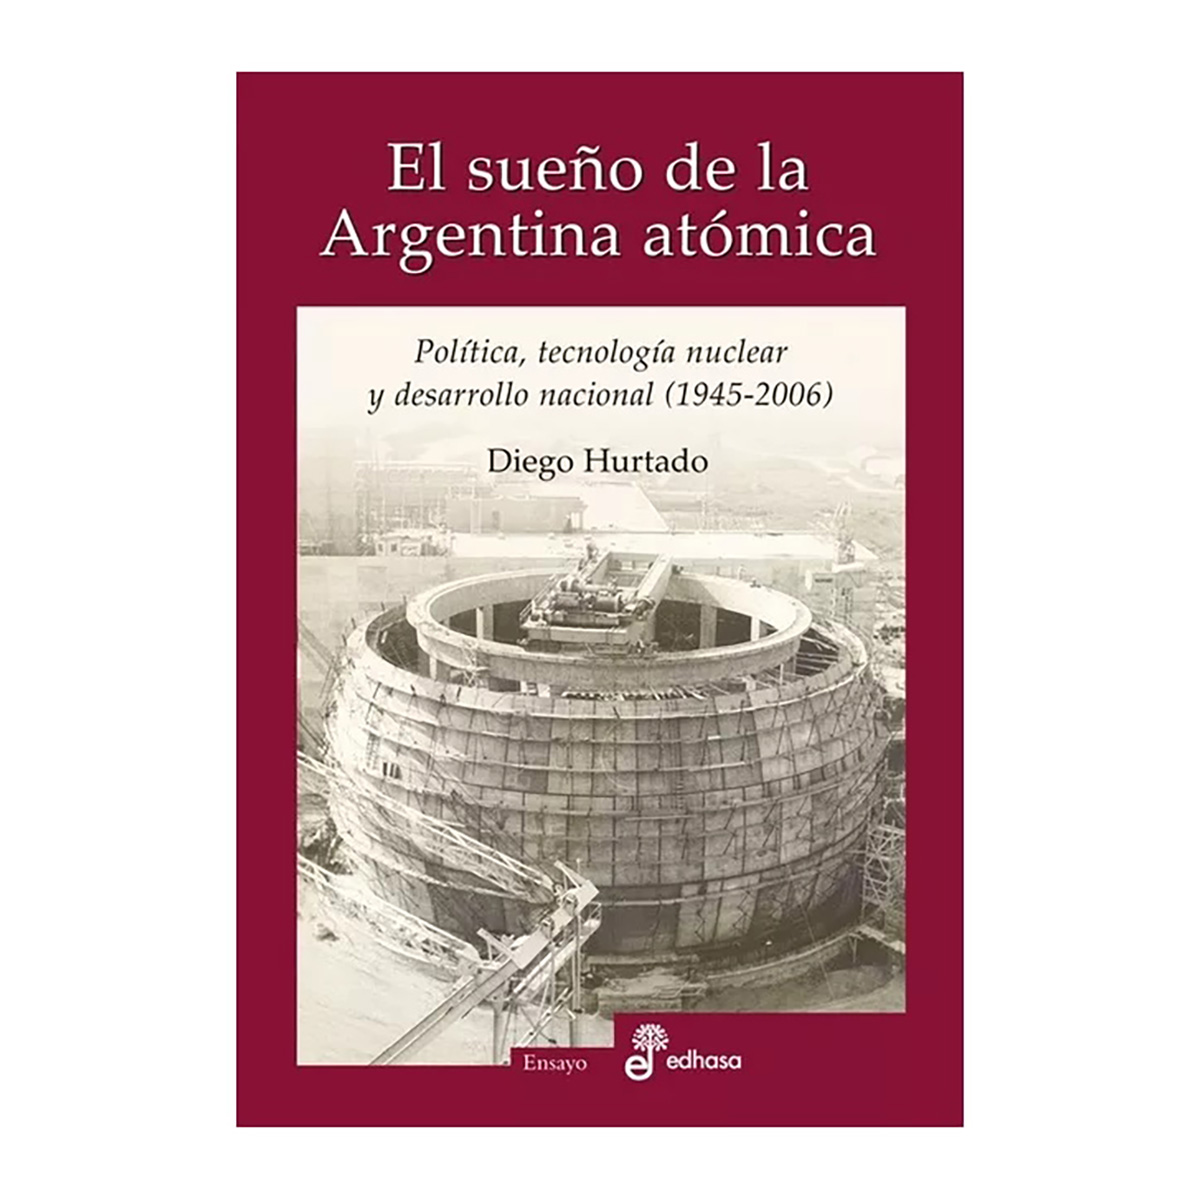 El sueño de la
Argentina atómica
Política, tecnología nuclear
y desarrollo nacional (1945-2006)
Diego Hurtado
Ensayo
edhasa